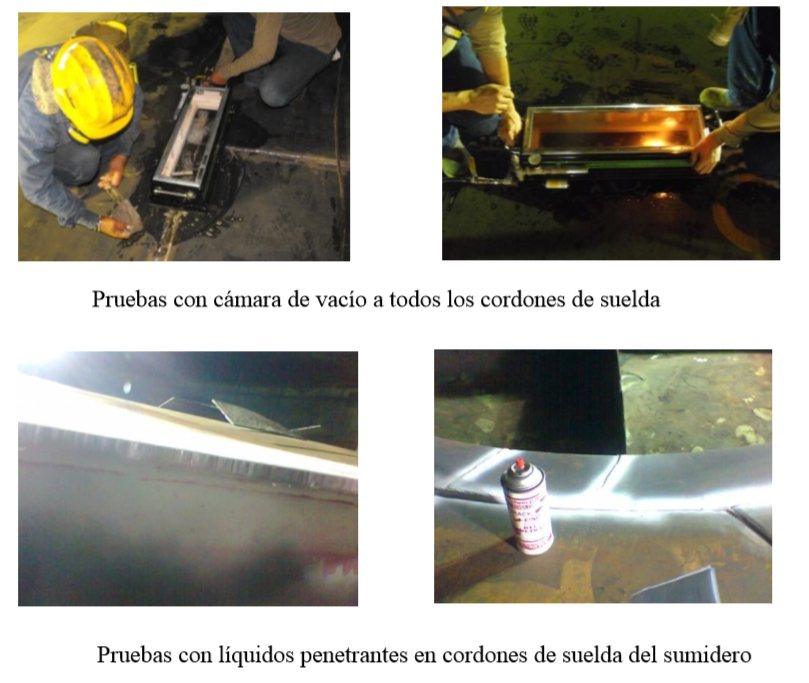 Pruebas con cámara de vacío a todos los cordones de suelda
Pruebas con líquidos penetrantes en cordones de suelda del sumidero